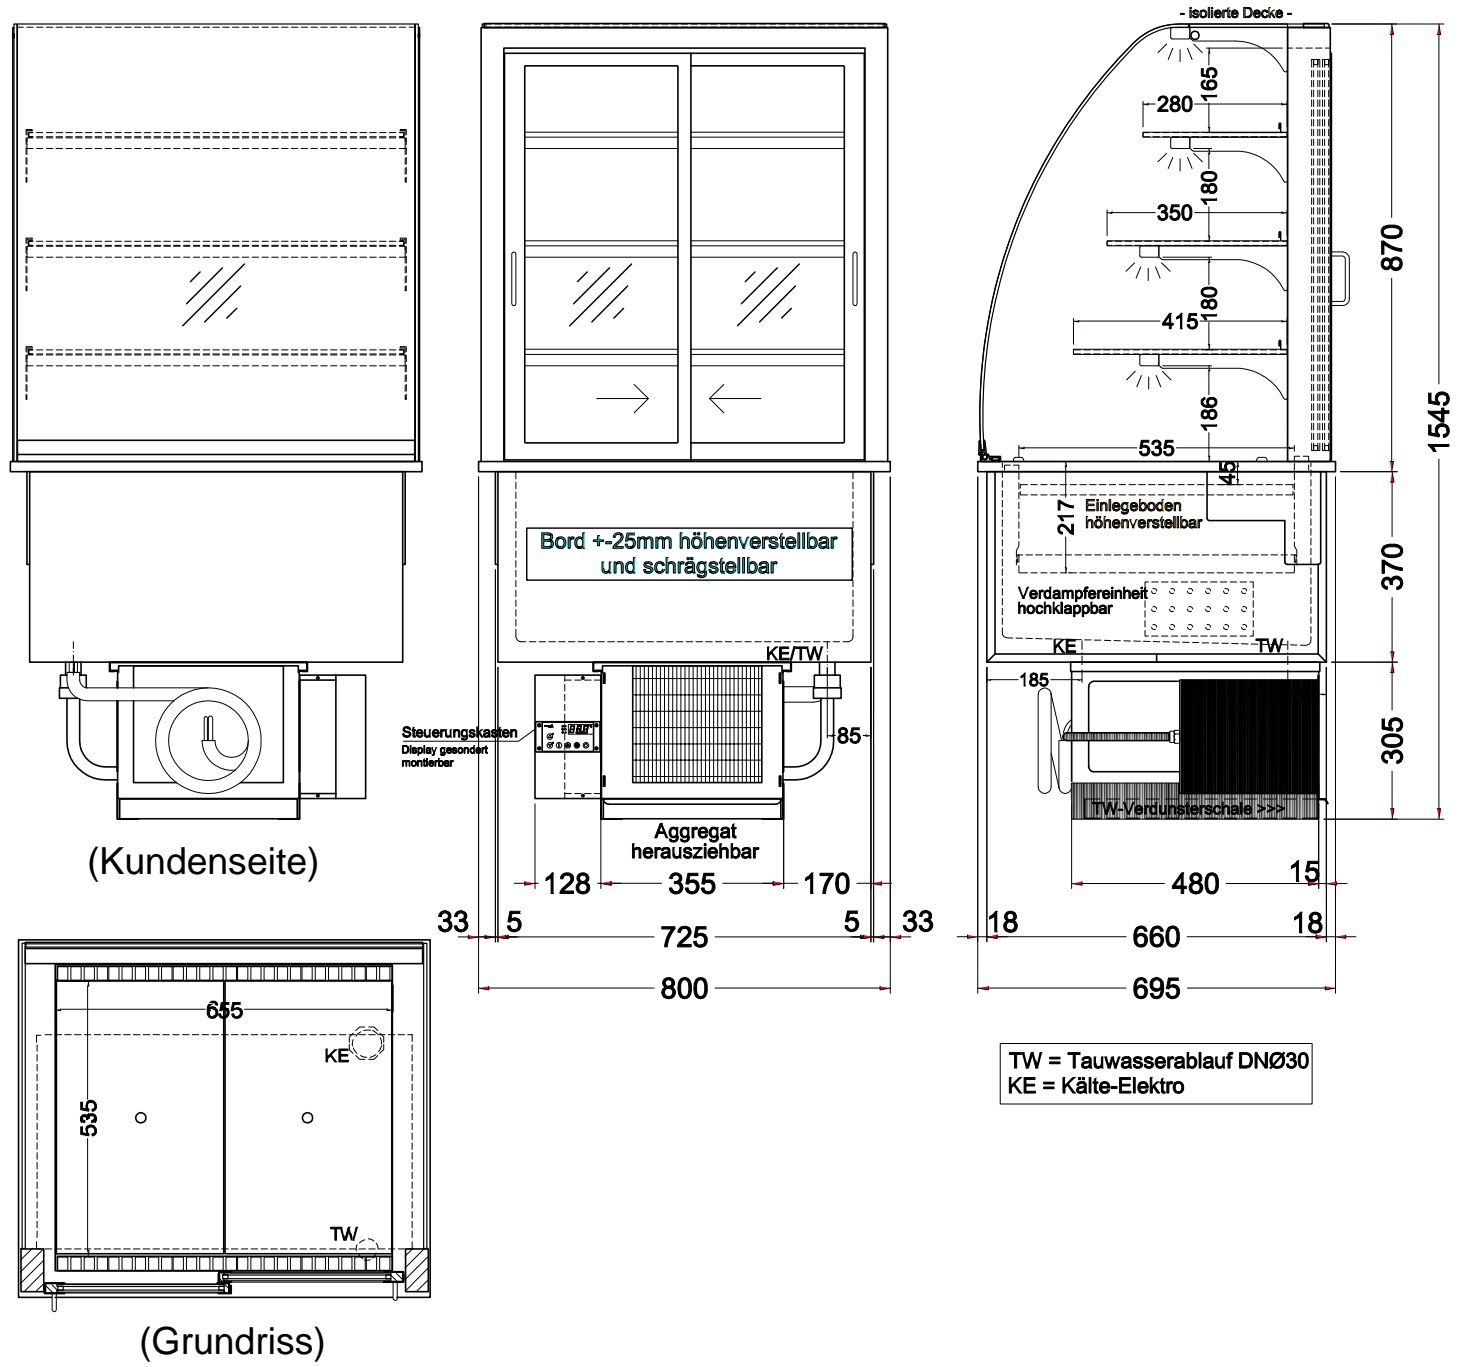 - isolierte Decke -
165
280
180
350
180
415
186
535
45
217
Einlegeboden
höhenverstellbar
Verdampfereinheit
hochklappbar
KE
TW
185
TW-Verdunsterschale >>>
870
370
305
1545
480
15
18
660
18
695
Bord +-25mm höhenverstellbar
und schrägstellbar
KE/TW
Steuerungskasten
Display gesondert
montierbar
85
Aggregat
herausziehbar
128
355
170
33
5
725
5
33
800
(Kundenseite)
655
KE
535
TW
(Grundriss)
TW = Tauwasserablauf DNØ30
KE = Kälte-Elektro